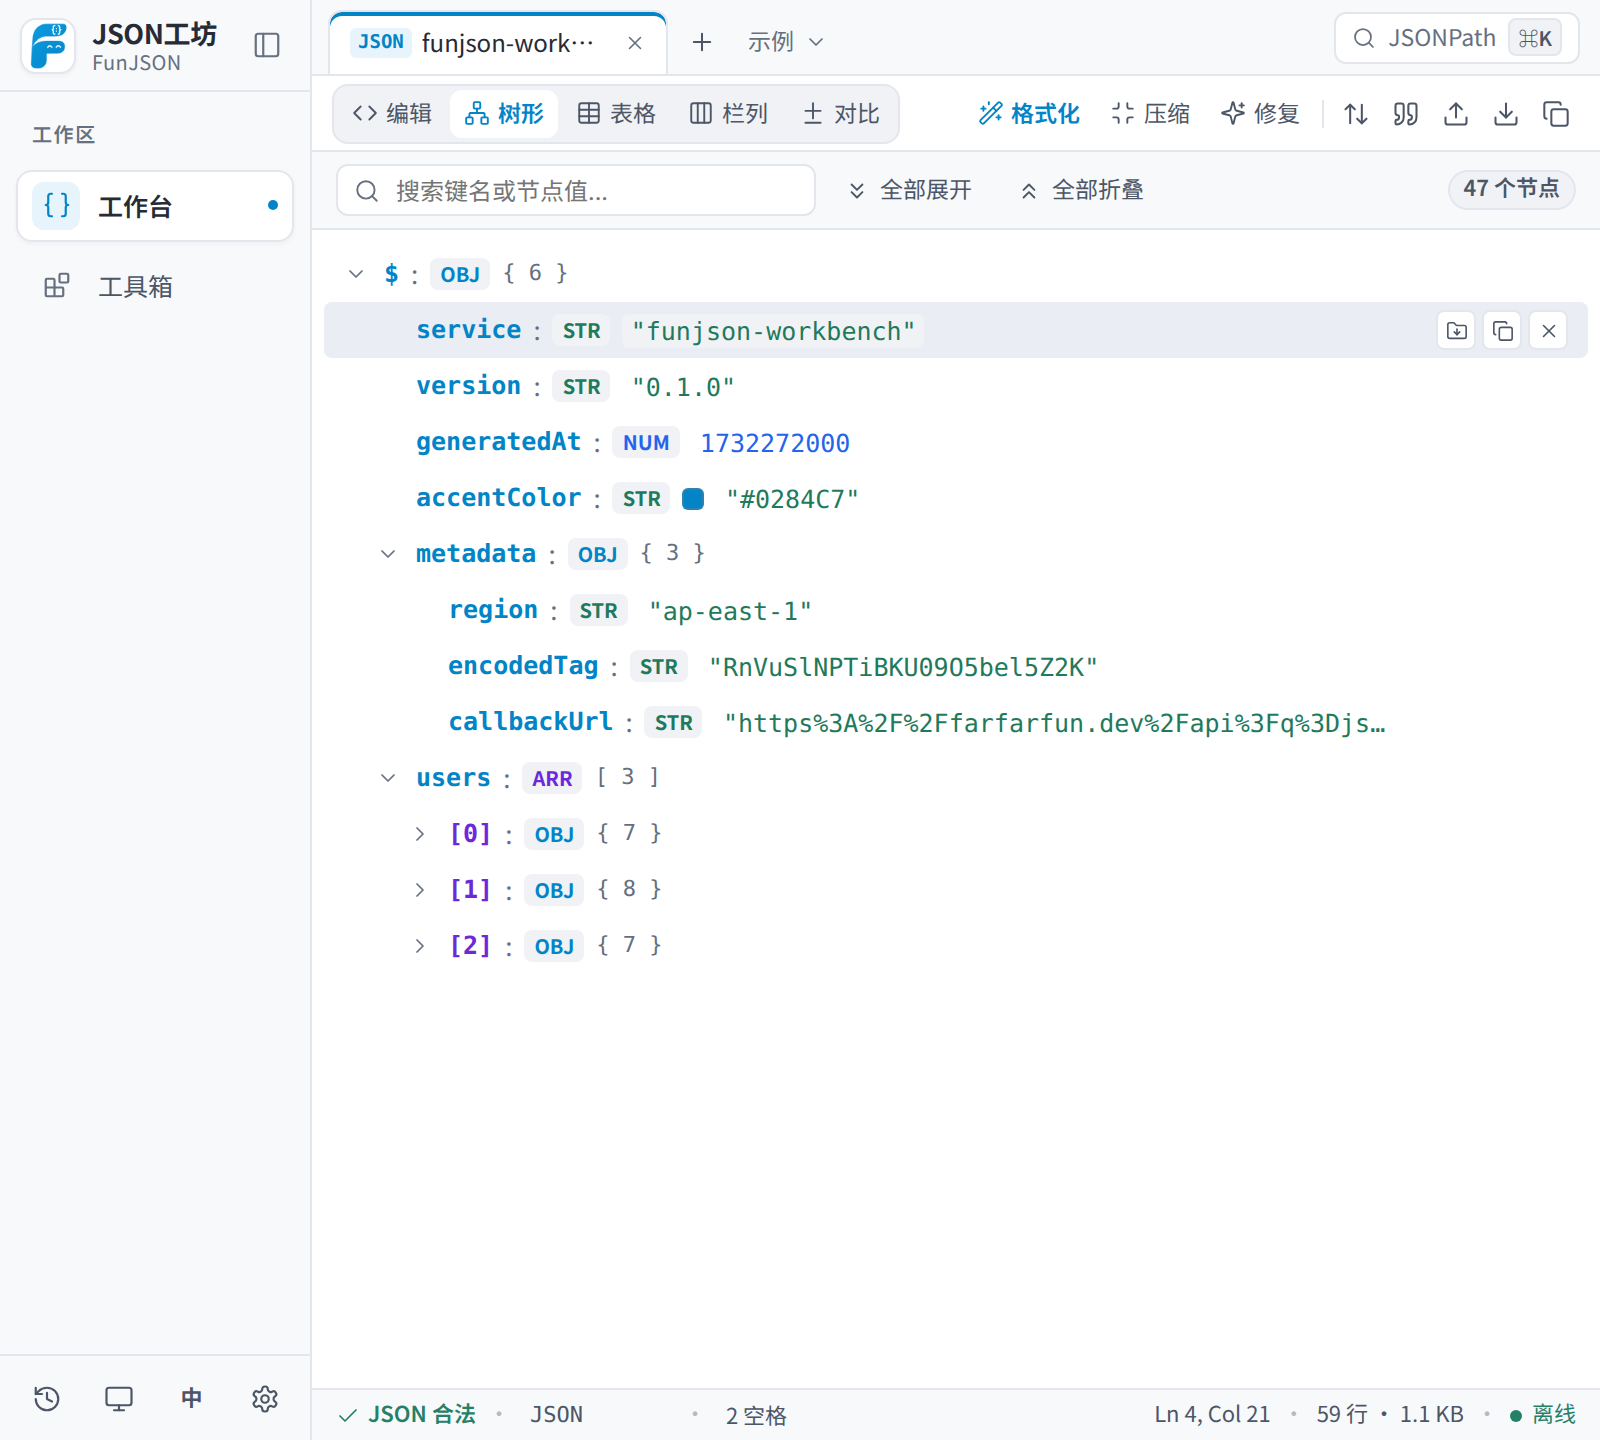 JSON工坊
FunJSON
工作区
工作台
工具箱
中
JSON funjson-work···
示例
JSONPath ⌘K
编辑 树形 表格 栏列 对比
格式化 压缩 修复
搜索键名或节点值...
全部展开 全部折叠
47 个节点
$ : OBJ { 6 }
service : STR "funjson-workbench"
version : STR "0.1.0"
generatedAt : NUM 1732272000
accentColor : STR "#0284C7"
metadata : OBJ { 3 }
region : STR "ap-east-1"
encodedTag : STR "RnVuSlNPTiBKU09O5bel5Z2K"
callbackUrl : STR "https%3A%2F%2Ffarfarfun.dev%2Fapi%3Fq%3Djs…
users : ARR [ 3 ]
[0] : OBJ { 7 }
[1] : OBJ { 8 }
[2] : OBJ { 7 }
JSON 合法 • JSON • 2 空格
Ln 4, Col 21 • 59 行 • 1.1 KB • 离线